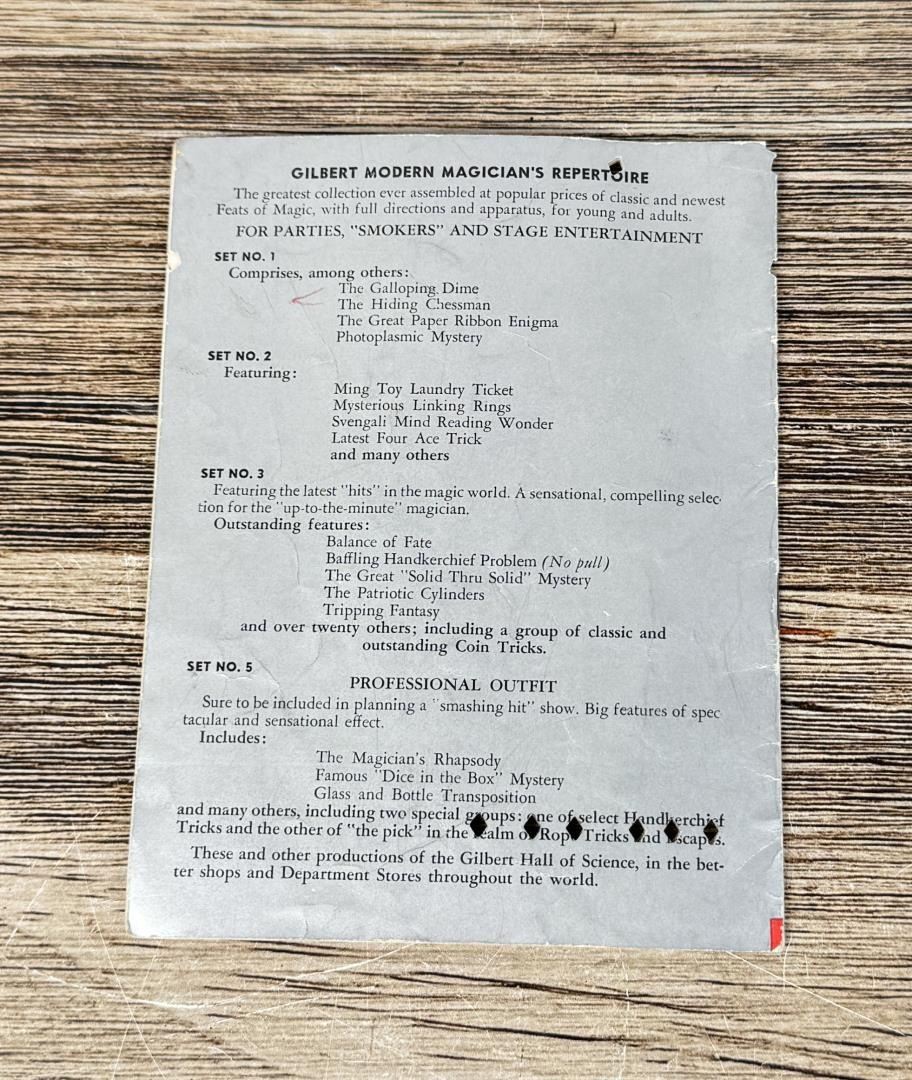 GILBERT MODERN MAGICIAN'S REPERTOIRE
The greatest collection ever assembled at popular prices of classic and newest
Feats of Magic, with full directions and apparatus, for young and adults.
FOR PARTIES, "SMOKERS" AND STAGE ENTERTAINMENT
SET NO. 1
Comprises, among others:
The Galloping Dime
The Hiding Chessman
The Great Paper Ribbon Enigma
Photoplasmic Mystery
SET NO. 2
Featuring:
Ming Toy Laundry Ticket
Mysterious Linking Rings
Svengali Mind Reading Wonder
Latest Four Ace Trick
and many others
SET NO. 3
Featuring the latest "hits" in the magic world. A sensational, compelling selec-
tion for the "up-to-the-minute" magician.
Outstanding features:
Balance of Fate
Baffling Handkerchief Problem (No pull)
The Great "Solid Thru Solid" Mystery
The Patriotic Cylinders
Tripping Fantasy
and over twenty others; including a group of classic and
outstanding Coin Tricks.
SET NO. 5
PROFESSIONAL OUTFIT
Sure to be included in planning a "smashing hit" show. Big features of spec
tacular and sensational effect.
Includes:
The Magician's Rhapsody
Famous "Dice in the Box" Mystery
Glass and Bottle Transposition
and many others, including two special groups: one of select Handkerchief
Tricks and the other of "the pick" in the realm of Rope Tricks and Escapes.
These and other productions of the Gilbert Hall of Science, in the bet-
ter shops and Department Stores throughout the world.